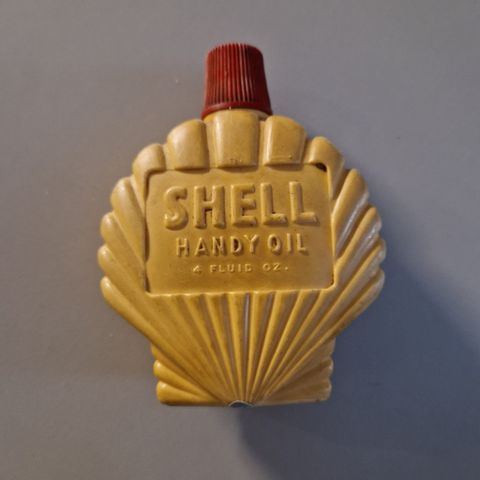 SHELL
HANDY OIL
4 FLUID OZ.